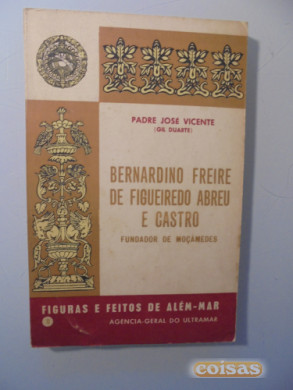 PADRE JOSÉ VICENTE
(GIL DUARTE)
BERNARDINO FREIRE
DE FIGUEIREDO ABREU
E CASTRO
FUNDADOR DE MOÇÂMEDES
FIGURAS E FEITOS DE ALÉM-MAR
AGÊNCIA-GERAL DO ULTRAMAR
coisas